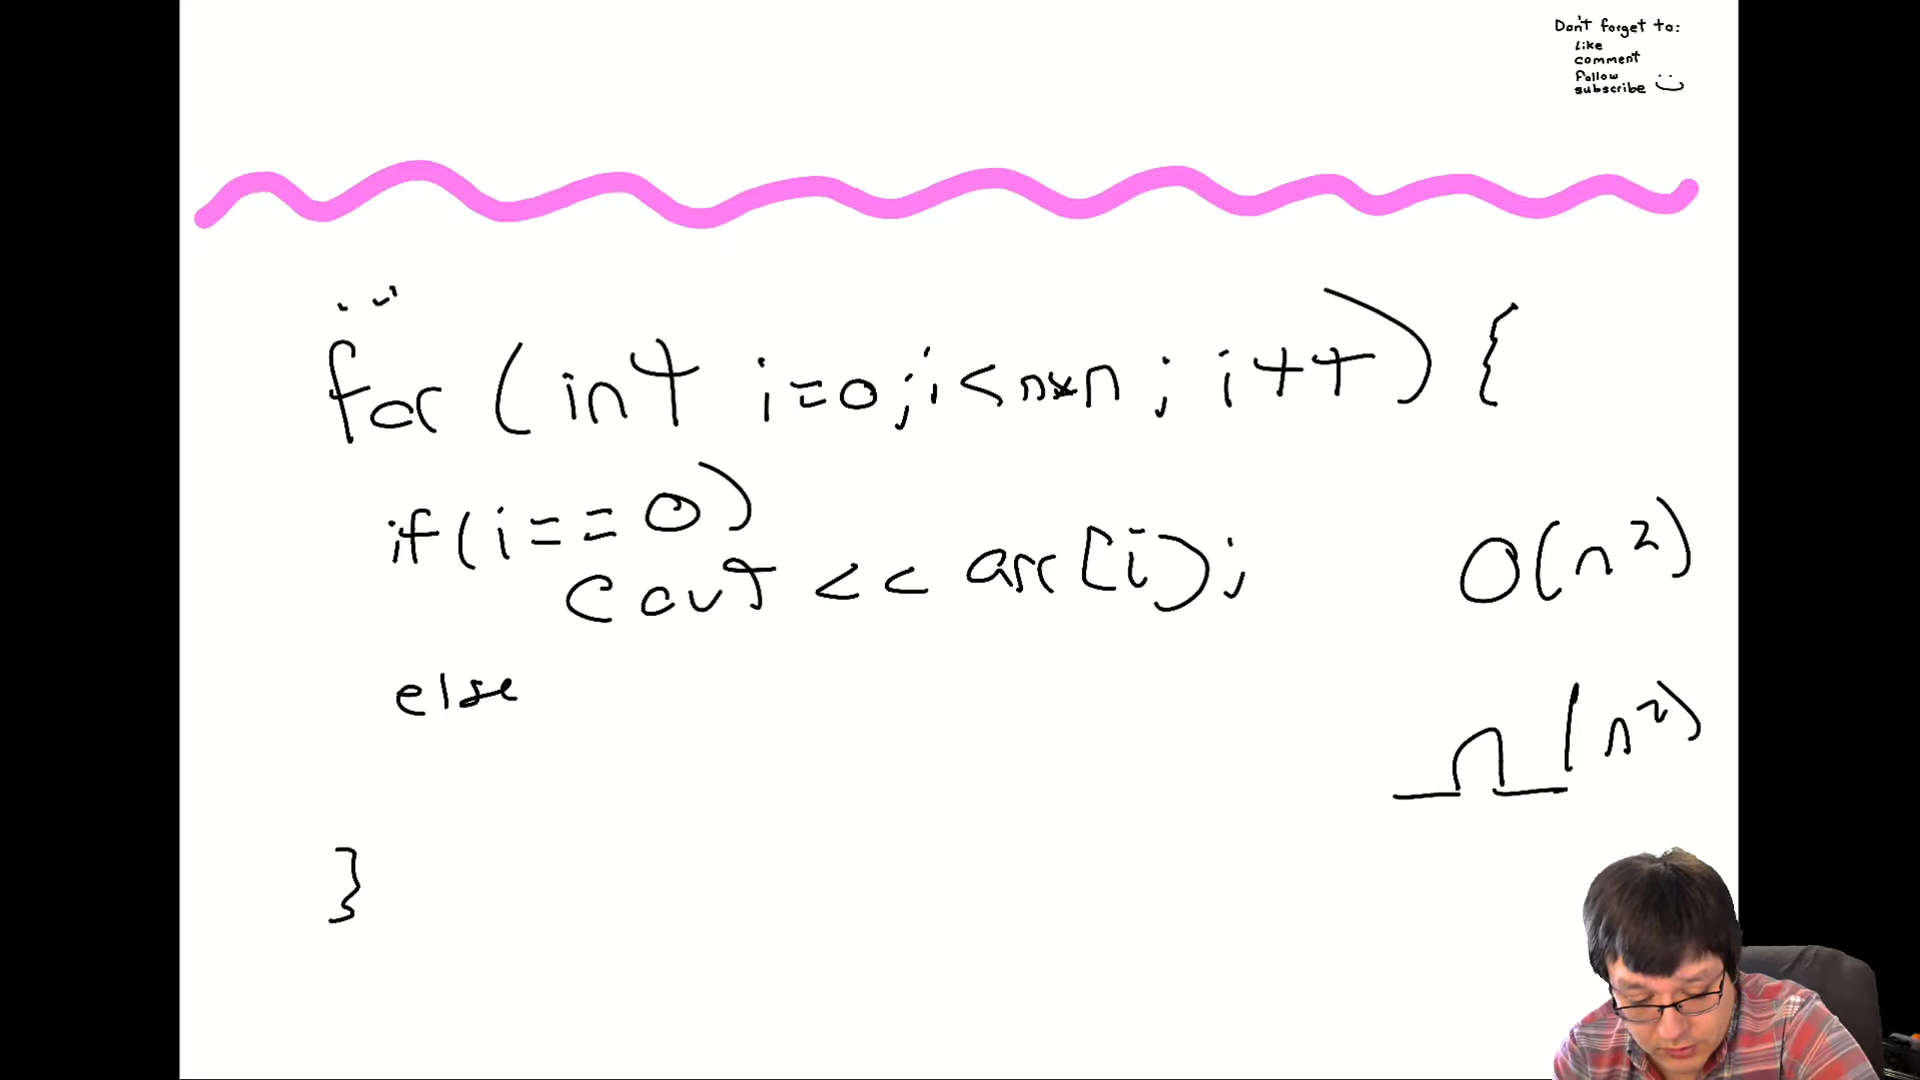 Don't forget to:
like
comment
follow
subscribe
for (int i=0;i<n*n; i++) {
if(i==0)
cout << arr[i);
O(n²)
else
Ω(n²)
}